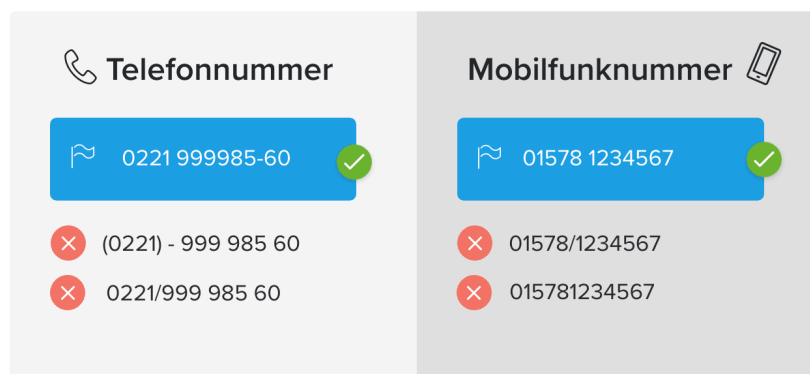 Telefonnummer
0221 999985-60
(0221) - 999 985 60
0221/999 985 60
Mobilfunknummer
01578 1234567
01578/1234567
015781234567